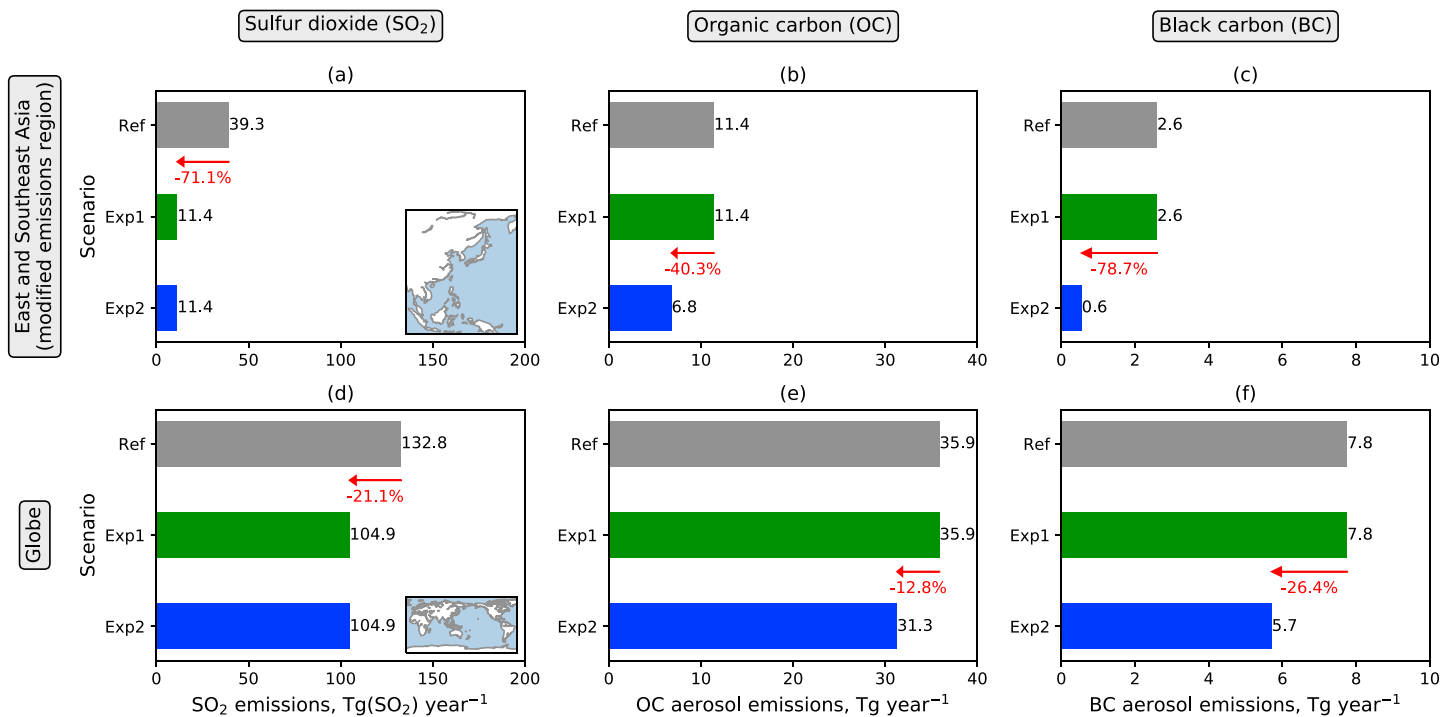 Sulfur dioxide (SO₂)
Organic carbon (OC)
Black carbon (BC)
East and Southeast Asia
(modified emissions region)
(a)
Scenario
Ref
39.3
-71.1%
Exp1
11.4
Exp2
11.4
0 50 100 150 200
(b)
11.4
Ref
Exp1
11.4
-40.3%
Exp2
6.8
0 10 20 30 40
(c)
Ref
2.6
Exp1
2.6
-78.7%
Exp2
0.6
0 2 4 6 8 10
Globe
(d)
Scenario
Ref
132.8
-21.1%
Exp1
104.9
Exp2
104.9
0 50 100 150 200
SO₂ emissions, Tg(SO₂) year⁻¹
(e)
Ref
35.9
Exp1
35.9
-12.8%
Exp2
31.3
0 10 20 30 40
OC aerosol emissions, Tg year⁻¹
(f)
Ref
7.8
Exp1
7.8
-26.4%
Exp2
5.7
0 2 4 6 8 10
BC aerosol emissions, Tg year⁻¹